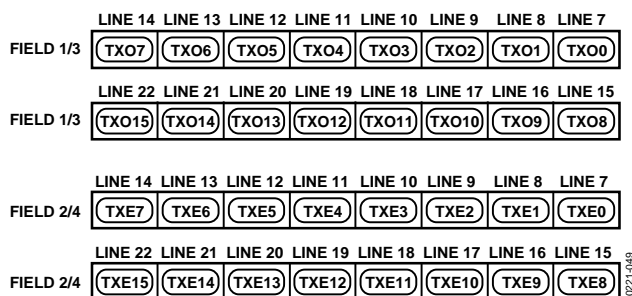 LINE 14 LINE 13 LINE 12 LINE 11 LINE 10 LINE 9 LINE 8 LINE 7
FIELD 1/3 TXO7 TXO6 TXO5 TXO4 TXO3 TXO2 TXO1 TXO0
LINE 22 LINE 21 LINE 20 LINE 19 LINE 18 LINE 17 LINE 16 LINE 15
FIELD 1/3 TXO15 TXO14 TXO13 TXO12 TXO11 TXO10 TXO9 TXO8
LINE 14 LINE 13 LINE 12 LINE 11 LINE 10 LINE 9 LINE 8 LINE 7
FIELD 2/4 TXE7 TXE6 TXE5 TXE4 TXE3 TXE2 TXE1 TXE0
LINE 22 LINE 21 LINE 20 LINE 19 LINE 18 LINE 17 LINE 16 LINE 15
FIELD 2/4 TXE15 TXE14 TXE13 TXE12 TXE11 TXE10 TXE9 TXE8